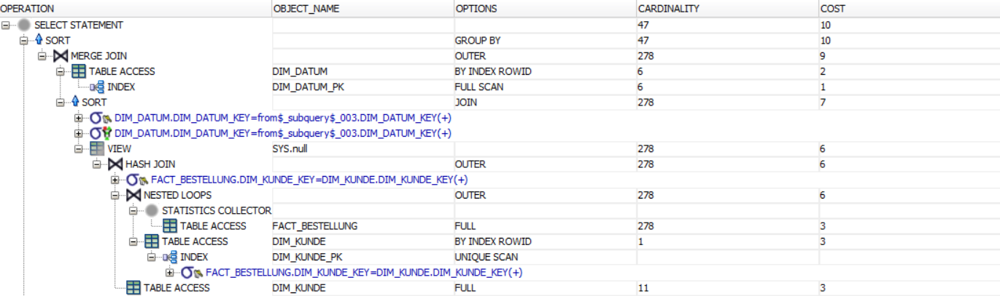 OPERATION OBJECT_NAME OPTIONS CARDINALITY COST
SELECT STATEMENT 47 10
SORT GROUP BY 47 10
MERGE JOIN OUTER 278 9
TABLE ACCESS DIM_DATUM BY INDEX ROWID 6 2
INDEX DIM_DATUM_PK FULL SCAN 6 1
SORT JOIN 278 7
DIM_DATUM.DIM_DATUM_KEY=from$_subquery$_003.DIM_DATUM_KEY(+)
DIM_DATUM.DIM_DATUM_KEY=from$_subquery$_003.DIM_DATUM_KEY(+)
VIEW SYS.null 278 6
HASH JOIN OUTER 278 6
FACT_BESTELLUNG.DIM_KUNDE_KEY=DIM_KUNDE.DIM_KUNDE_KEY(+)
NESTED LOOPS OUTER 278 6
STATISTICS COLLECTOR
TABLE ACCESS FACT_BESTELLUNG FULL 278 3
TABLE ACCESS DIM_KUNDE BY INDEX ROWID 1 3
INDEX DIM_KUNDE_PK UNIQUE SCAN
FACT_BESTELLUNG.DIM_KUNDE_KEY=DIM_KUNDE.DIM_KUNDE_KEY(+)
TABLE ACCESS DIM_KUNDE FULL 11 3